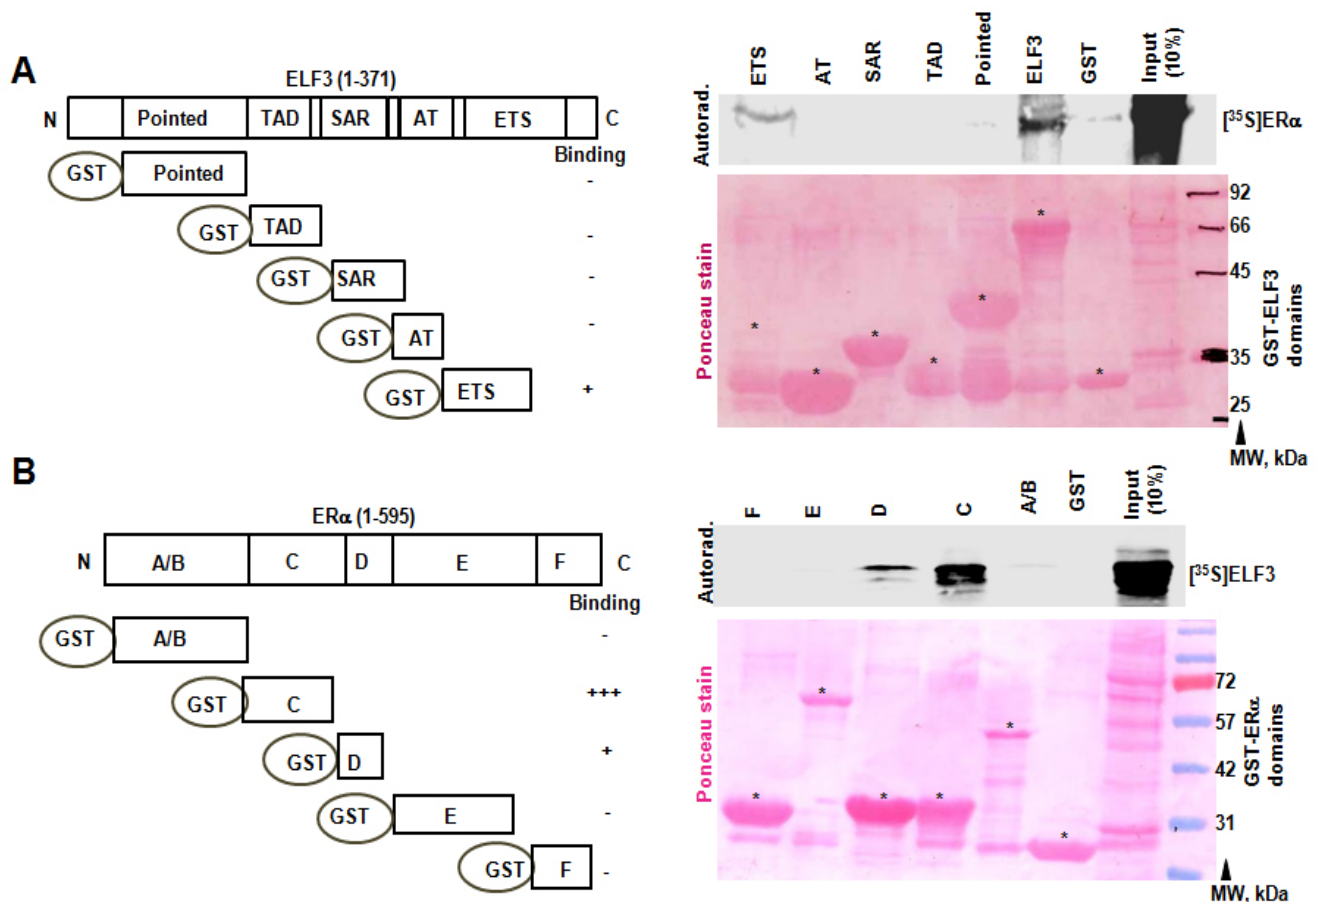 A
ELF3 (1-371)
N Pointed TAD SAR AT ETS C
Binding
GST Pointed -
GST TAD -
GST SAR -
GST AT -
GST ETS +
ETS AT SAR TAD Pointed ELF3 GST Input (10%)
Autorad.
[³⁵S]ERα
Ponceau stain
* * * * * * *
92
66
45
35
25
GST-ELF3
domains
MW, kDa
B
ERα (1-595)
N A/B C D E F C
Binding
GST A/B -
GST C +++
GST D +
GST E -
GST F -
F E D C A/B GST Input (10%)
Autorad.
[³⁵S]ELF3
Ponceau stain
* * * * * *
72
57
42
31
GST-ERα
domains
MW, kDa